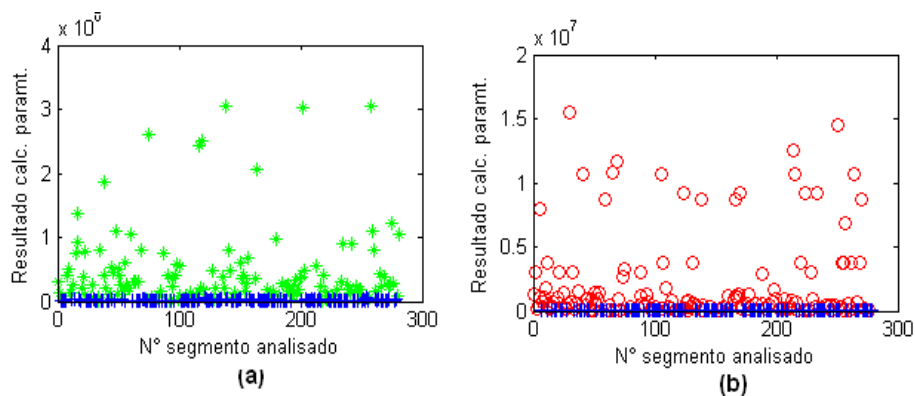 x 10^5
4
3
2
1
0
Resultado calc. paramt.
0 100 200 300
N° segmento analisado
(a)
x 10^7
2
1.5
1
0.5
0
Resultado calc. paramt.
0 100 200 300
N° segmento analisado
(b)